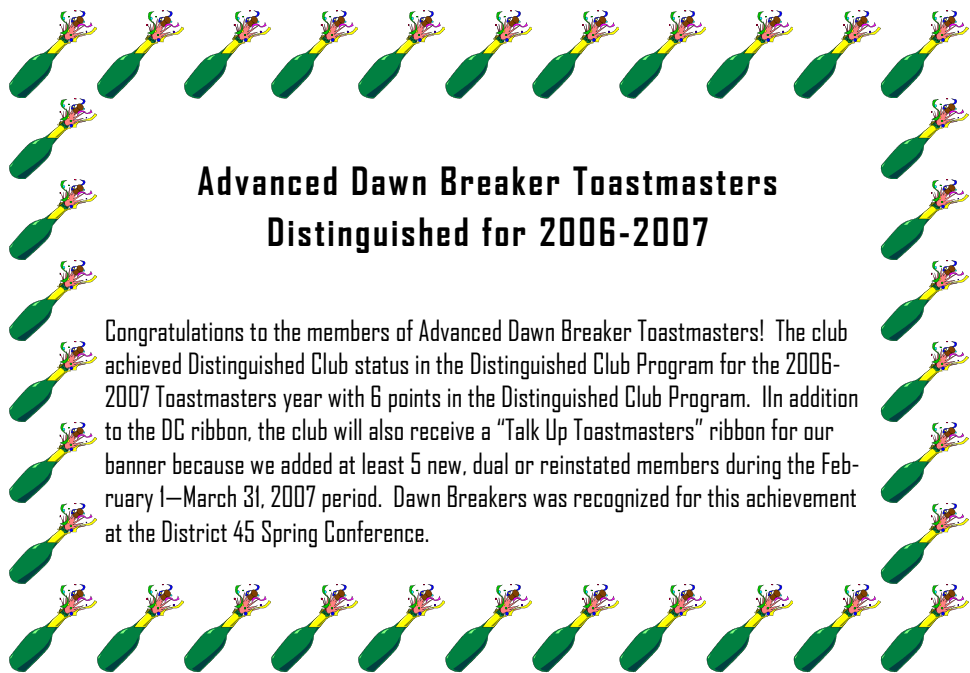 Advanced Dawn Breaker Toastmasters
Distinguished for 2006-2007
Congratulations to the members of Advanced Dawn Breaker Toastmasters!  The club
achieved Distinguished Club status in the Distinguished Club Program for the 2006-
2007 Toastmasters year with 6 points in the Distinguished Club Program.  IIn addition
to the DC ribbon, the club will also receive a “Talk Up Toastmasters” ribbon for our
banner because we added at least 5 new, dual or reinstated members during the Feb-
ruary 1—March 31, 2007 period.  Dawn Breakers was recognized for this achievement
at the District 45 Spring Conference.